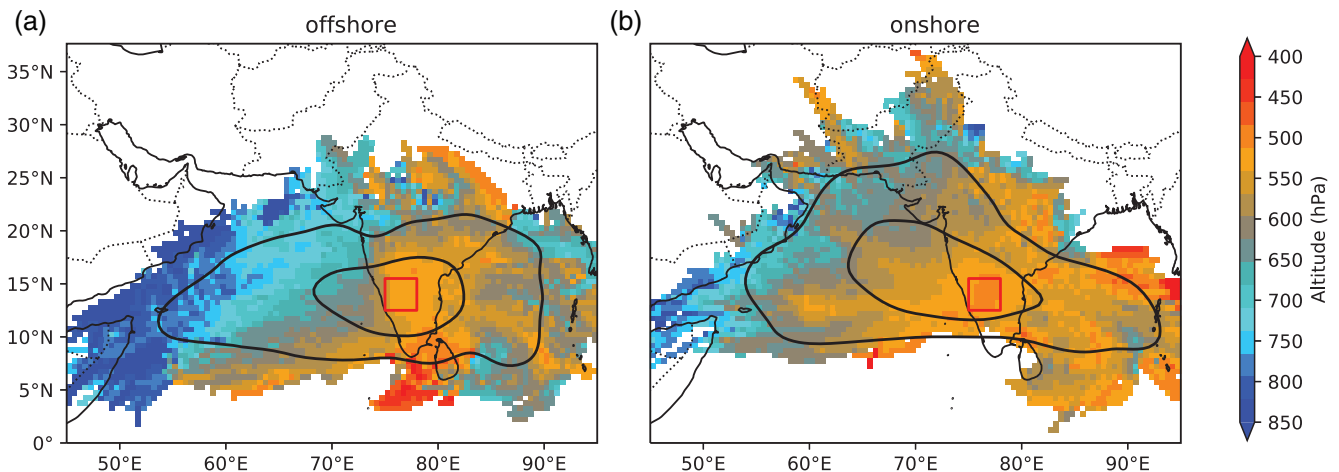 (a) offshore
(b) onshore
35°N
30°N
25°N
20°N
15°N
10°N
5°N
0°
50°E 60°E 70°E 80°E 90°E
50°E 60°E 70°E 80°E 90°E
400
450
500
550
600
650
700
750
800
850
Altitude (hPa)